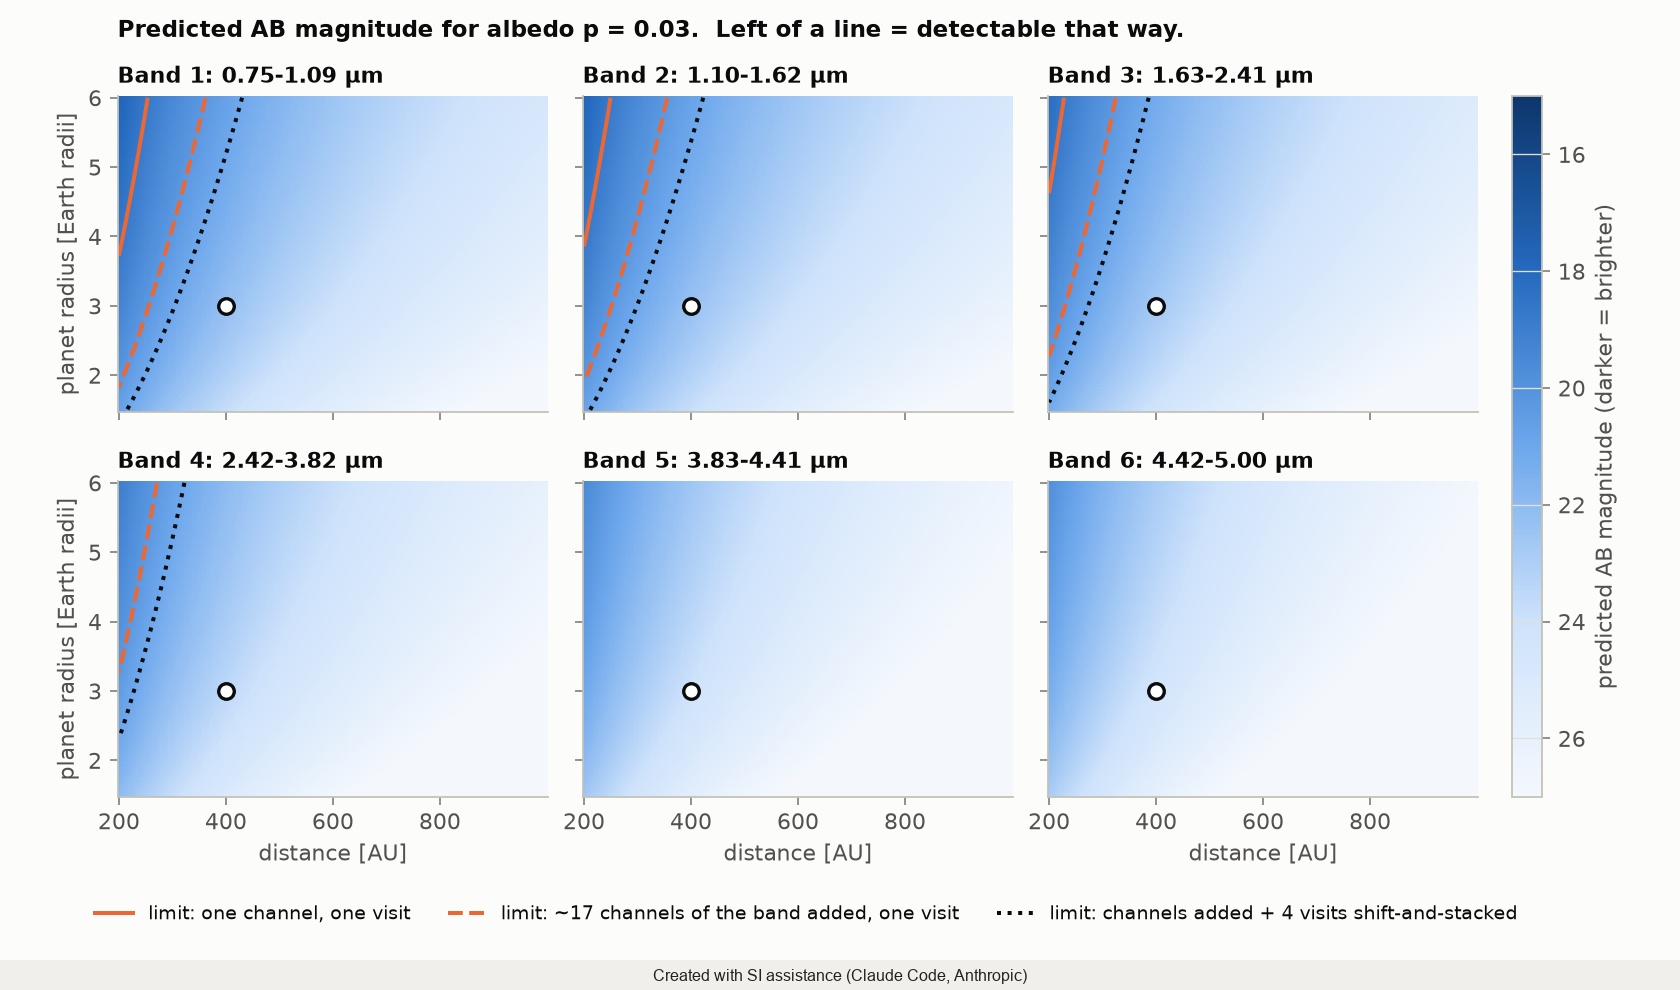 Predicted AB magnitude for albedo p = 0.03.  Left of a line = detectable that way.
Band 1: 0.75-1.09 µm
Band 2: 1.10-1.62 µm
Band 3: 1.63-2.41 µm
planet radius [Earth radii]
6
5
4
3
2
Band 4: 2.42-3.82 µm
Band 5: 3.83-4.41 µm
Band 6: 4.42-5.00 µm
planet radius [Earth radii]
6
5
4
3
2
200 400 600 800
200 400 600 800
200 400 600 800
distance [AU]
distance [AU]
distance [AU]
16
18
20
22
24
26
predicted AB magnitude (darker = brighter)
limit: one channel, one visit
limit: ~17 channels of the band added, one visit
limit: channels added + 4 visits shift-and-stacked
Created with SI assistance (Claude Code, Anthropic)